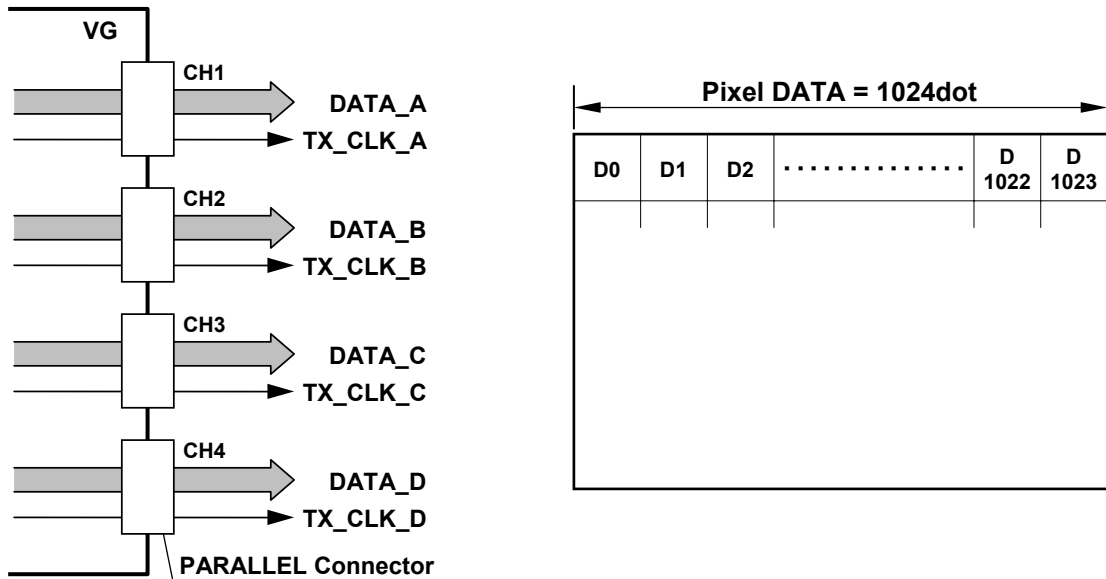 VG
CH1
DATA_A
TX_CLK_A
CH2
DATA_B
TX_CLK_B
CH3
DATA_C
TX_CLK_C
CH4
DATA_D
TX_CLK_D
PARALLEL Connector
Pixel DATA = 1024dot
D0 D1 D2 .............. D 1022 D 1023